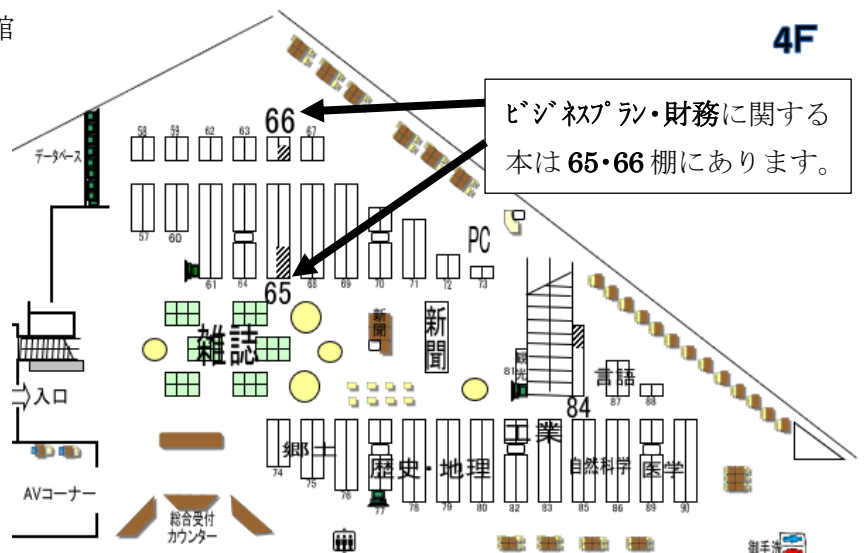 館
4F
ビジネスプラン・財務に関する
本は65・66棚にあります。
データベース
58
59
62
63
66
67
57
60
61
64
65
68
69
70
71
72
73
PC
雑誌
新聞
新聞
観光
81
言語
87
88
84
入口
工業
郷土
歴史・地理
自然科学
医学
74
75
76
77
78
79
80
82
83
85
86
89
90
AVコーナー
総合受付
カウンター
御手洗